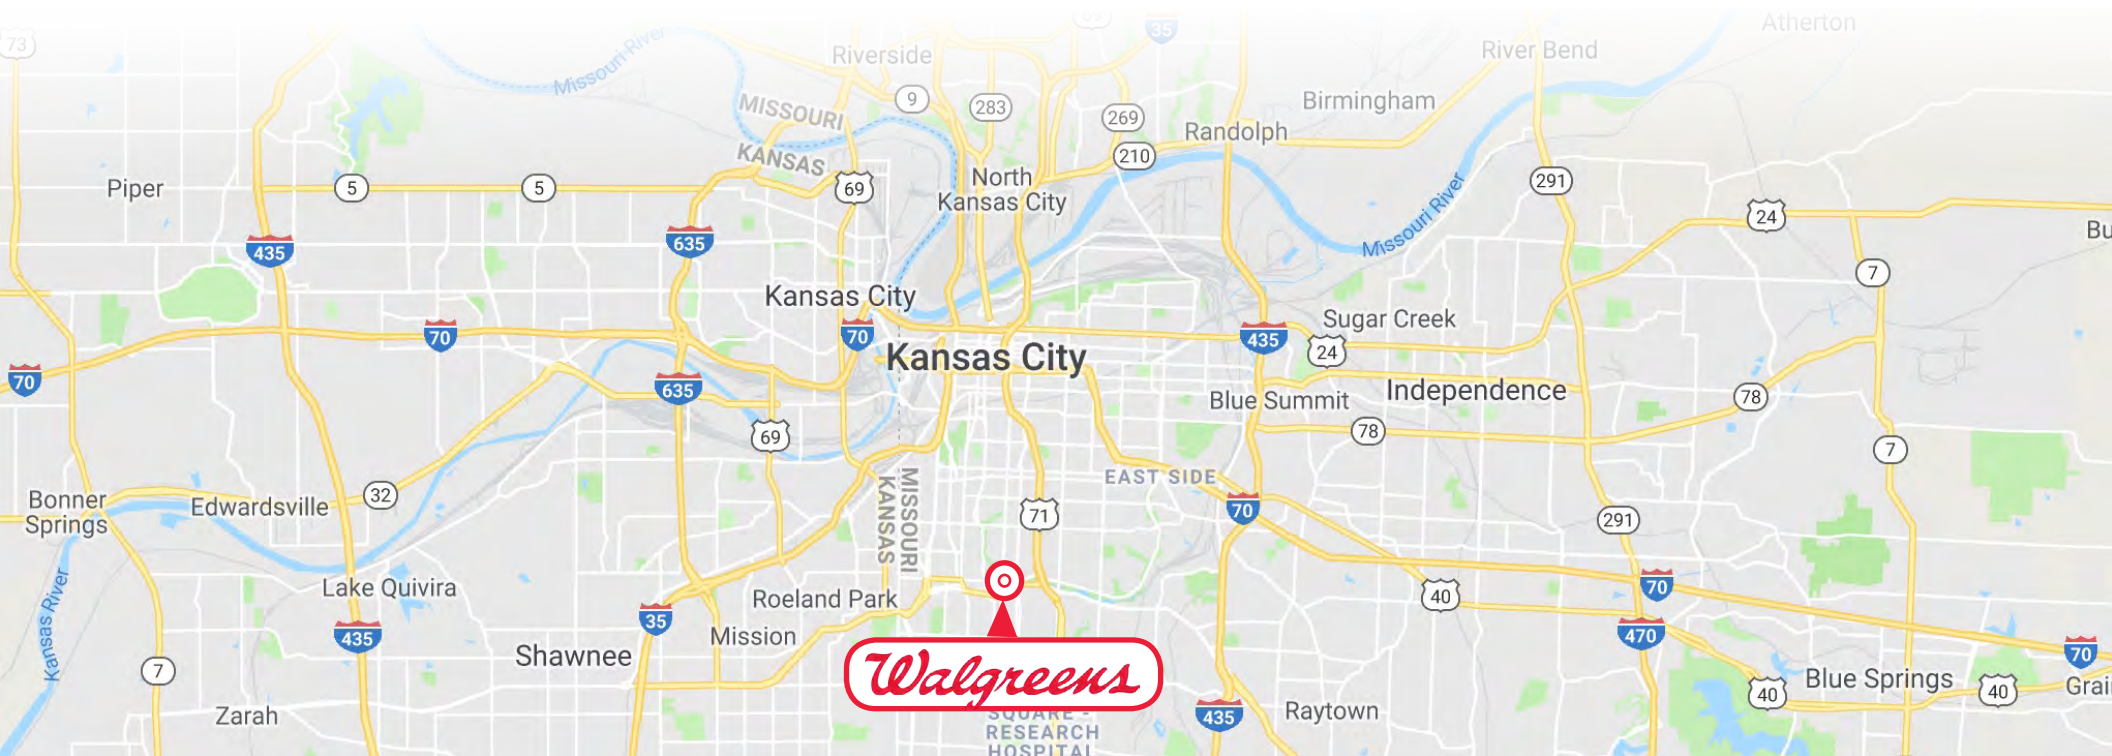 69
35
Atherton
73
Riverside
Missouri River
River Bend
MISSOURI
9
283
269
Birmingham
Randolph
210
KANSAS
Piper
5
5
69
North
Kansas City
291
Missouri River
24
Bu
435
635
7
Kansas City
70
70
435
Sugar Creek
24
Kansas City
70
635
Blue Summit
Independence
78
69
78
7
EAST SIDE
MISSOURI
KANSAS
Bonner
Springs
Edwardsville
32
71
70
291
Lake Quivira
Roeland Park
40
70
Kansas River
35
Mission
435
470
70
Shawnee
7
Walgreens
Blue Springs
40
40
Grai
Zarah
435
Raytown
SQUARE -
RESEARCH
HOSPITAL